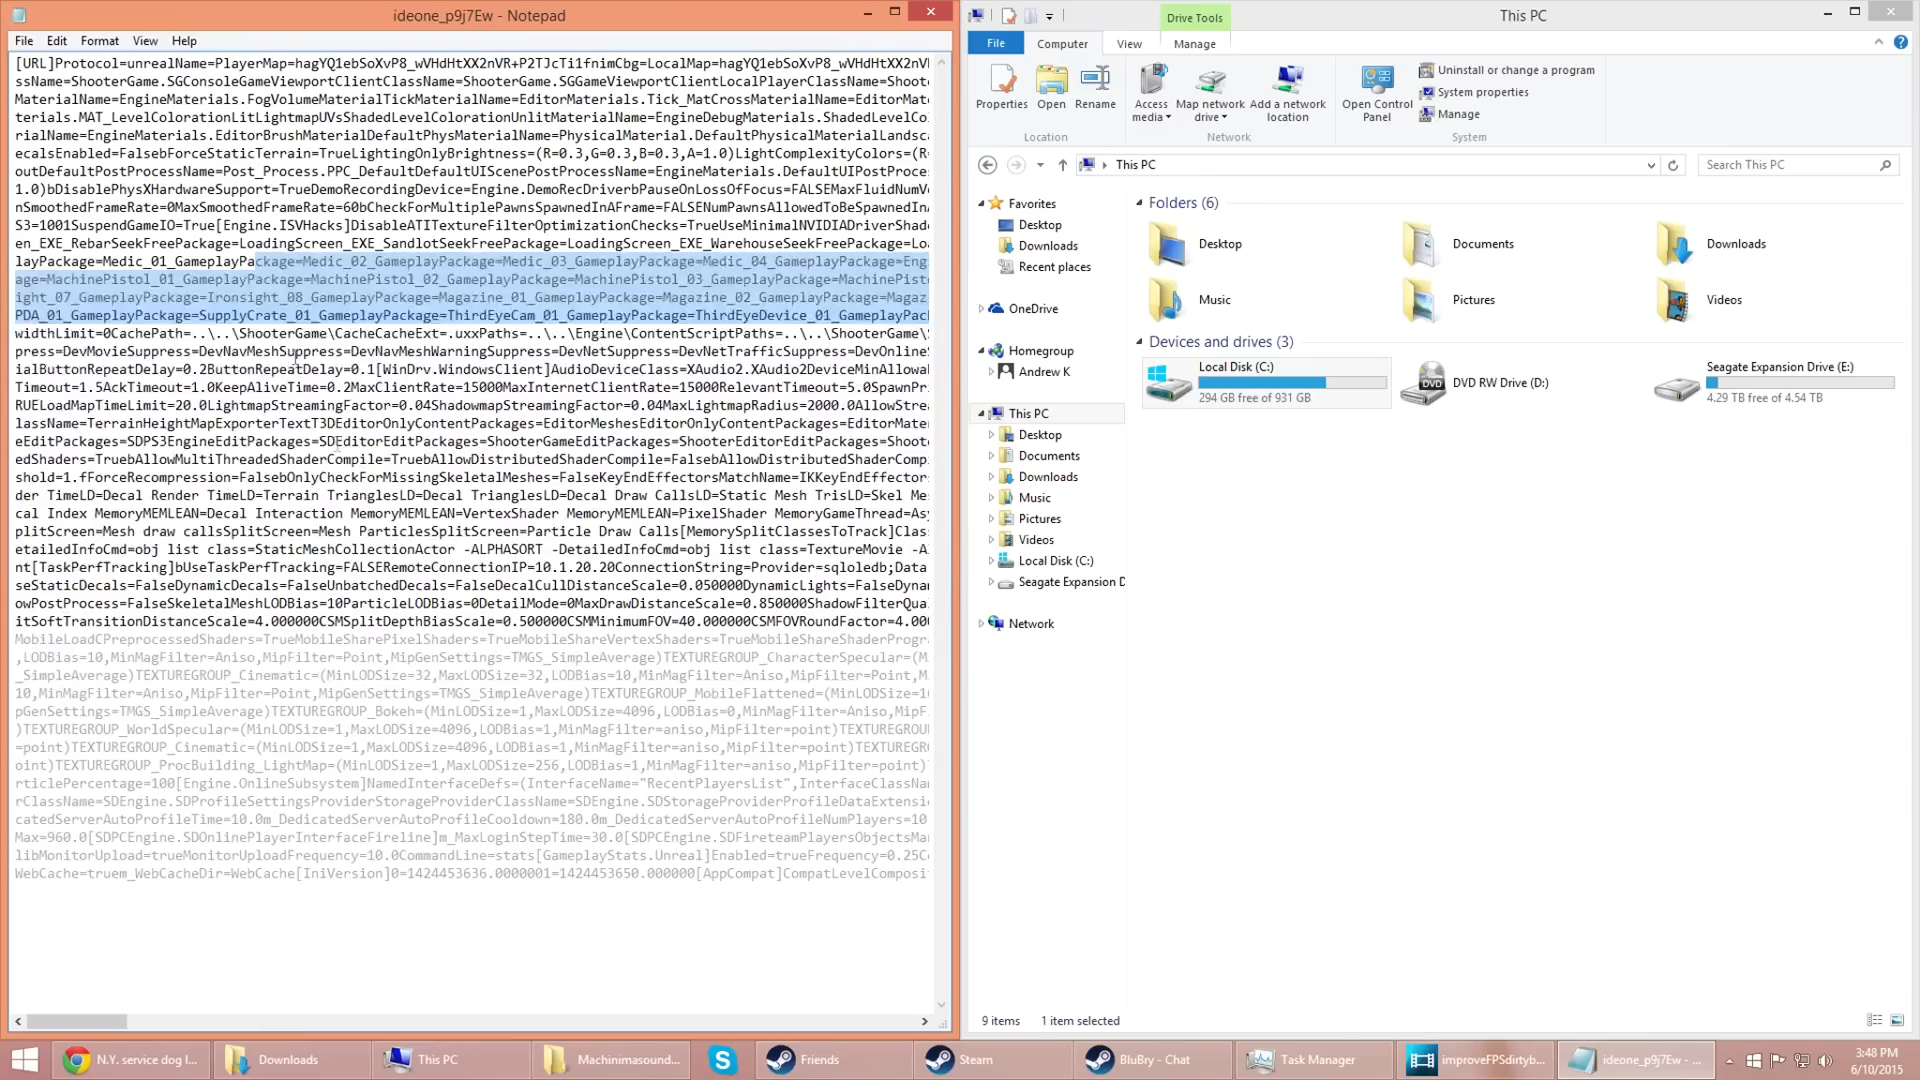 ideone_p9j7Ew - Notepad
File Edit Format View Help
[URL]Protocol=unrealName=PlayerMap=hagYQ1ebSoXvP8_wVHdHtXX2nVR+P2TJcTi1fnimCbg=LocalMap=hagYQ1ebSoXvP8_wVHdHtXX2nV
ssName=ShooterGame.SGConsoleGameViewportClientClassName=ShooterGame.SGGameViewportClientLocalPlayerClassName=Shoot
MaterialName=EngineMaterials.FogVolumeMaterialTickMaterialName=EditorMaterials.Tick_MatCrossMaterialName=EditorMat
terials.MAT_LevelColorationLitLightmapUVsShadedLevelColorationUnlitMaterialName=EngineDebugMaterials.ShadedLevelCol
rialName=EngineMaterials.EditorBrushMaterialDefaultPhysMaterialName=PhysicalMaterial.DefaultPhysicalMaterialLandsc
ecalsEnabled=FalsebForceStaticTerrain=TrueLightingOnlyBrightness=(R=0.3,G=0.3,B=0.3,A=1.0)LightComplexityColors=(R
outDefaultPostProcessName=Post_Process.PPC_DefaultDefaultUIScenePostProcessName=EngineMaterials.DefaultUIPostProce
1.0)bDisablePhysXHardwareSupport=TrueDemoRecordingDevice=Engine.DemoRecDriverbPauseOnLossOfFocus=FALSEMaxFluidNumV
nSmoothedFrameRate=0MaxSmoothedFrameRate=60bCheckForMultiplePawnsSpawnedInAFrame=FALSENumPawnsAllowedToBeSpawnedIn
S3=1001SuspendGameIO=True[Engine.ISVHacks]DisableATITextureFilterOptimizationChecks=TrueUseMinimalNVIDIADriverShad
en_EXE_RebarSeekFreePackage=LoadingScreen_EXE_SandlotSeekFreePackage=LoadingScreen_EXE_WarehouseSeekFreePackage=Lo
layPackage=Medic_01_GameplayPackage=Medic_02_GameplayPackage=Medic_03_GameplayPackage=Medic_04_GameplayPackage=Eng
age=MachinePistol_01_GameplayPackage=MachinePistol_02_GameplayPackage=MachinePistol_03_GameplayPackage=MachinePist
ight_07_GameplayPackage=Ironsight_08_GameplayPackage=Magazine_01_GameplayPackage=Magazine_02_GameplayPackage=Magaz
PDA_01_GameplayPackage=SupplyCrate_01_GameplayPackage=ThirdEyeCam_01_GameplayPackage=ThirdEyeDevice_01_GameplayPac
widthLimit=0CachePath=..\..\ShooterGame\CacheCacheExt=.uxxPaths=..\..\Engine\ContentScriptPaths=..\..\ShooterGame\
press=DevMovieSuppress=DevNavMeshSuppress=DevNavMeshWarningSuppress=DevNetSuppress=DevNetTrafficSuppress=DevOnline
ialButtonRepeatDelay=0.2ButtonRepeatDelay=0.1[WinDrv.WindowsClient]AudioDeviceClass=XAudio2.XAudio2DeviceMinAllowa
Timeout=1.5AckTimeout=1.0KeepAliveTime=0.2MaxClientRate=15000MaxInternetClientRate=15000RelevantTimeout=5.0SpawnPr
RUELoadMapTimeLimit=20.0LightmapStreamingFactor=0.04ShadowmapStreamingFactor=0.04MaxLightmapRadius=2000.0AllowStre
lassName=TerrainHeightMapExporterTextT3DEditorOnlyContentPackages=EditorMeshesEditorOnlyContentPackages=EditorMate
eEditPackages=SDPS3EngineEditPackages=SDEditorEditPackages=ShooterGameEditPackages=ShooterEditorEditPackages=Shoote
edShaders=TruebAllowMultiThreadedShaderCompile=TruebAllowDistributedShaderCompile=FalsebAllowDistributedShaderComp
shold=1.fForceRecompression=FalsebOnlyCheckForMissingSkeletalMeshes=FalseKeyEndEffectorsMatchName=IKKeyEndEffector
der TimeLD=Decal Render TimeLD=Terrain TrianglesLD=Decal TrianglesLD=Decal Draw CallsLD=Static Mesh TrisLD=Skel Me
cal Index MemoryMEMLEAN=Decal Interaction MemoryMEMLEAN=VertexShader MemoryMEMLEAN=PixelShader MemoryGameThread=As
plitScreen=Mesh draw callsSplitScreen=Mesh ParticlesSplitScreen=Particle Draw Calls[MemorySplitClassesToTrack]Clas
etailedInfoCmd=obj list class=StaticMeshCollectionActor -ALPHASORT -DetailedInfoCmd=obj list class=TextureMovie -A
nt[TaskPerfTracking]bUseTaskPerfTracking=FALSERemoteConnectionIP=10.1.20.20ConnectionString=Provider=sqloledb;Data
seStaticDecals=FalseDynamicDecals=FalseUnbatchedDecals=FalseDecalCullDistanceScale=0.050000DynamicLights=FalseDyna
owPostProcess=FalseSkeletalMeshLODBias=10ParticleLODBias=0DetailMode=0MaxDrawDistanceScale=0.850000ShadowFilterQua
itSoftTransitionDistanceScale=4.000000CSMSplitDepthBiasScale=0.500000CSMMinimumFOV=40.000000CSMFOVRoundFactor=4.00
MobileLoadCPreprocessedShaders=TrueMobileSharePixelShaders=TrueMobileShareVertexShaders=TrueMobileShareShaderProgr
,LODBias=10,MinMagFilter=Aniso,MipFilter=Point,MipGenSettings=TMGS_SimpleAverage)TEXTUREGROUP_CharacterSpecular=(M
_SimpleAverage)TEXTUREGROUP_Cinematic=(MinLODSize=32,MaxLODSize=32,LODBias=10,MinMagFilter=Aniso,MipFilter=Point,M
10,MinMagFilter=Aniso,MipFilter=Point,MipGenSettings=TMGS_SimpleAverage)TEXTUREGROUP_MobileFlattened=(MinLODSize=1
pGenSettings=TMGS_SimpleAverage)TEXTUREGROUP_Bokeh=(MinLODSize=1,MaxLODSize=4096,LODBias=0,MinMagFilter=Aniso,MipF
)TEXTUREGROUP_WorldSpecular=(MinLODSize=1,MaxLODSize=4096,LODBias=1,MinMagFilter=aniso,MipFilter=point)TEXTUREGROU
=point)TEXTUREGROUP_Cinematic=(MinLODSize=1,MaxLODSize=4096,LODBias=1,MinMagFilter=aniso,MipFilter=point)TEXTUREGR
oint)TEXTUREGROUP_ProcBuilding_LightMap=(MinLODSize=1,MaxLODSize=256,LODBias=1,MinMagFilter=aniso,MipFilter=point)
rticlePercentage=100[Engine.OnlineSubsystem]NamedInterfaceDefs=(InterfaceName="RecentPlayersList",InterfaceClassNa
rClassName=SDEngine.SDProfileSettingsProviderStorageProviderClassName=SDEngine.SDStorageProviderProfileDataExtensi
catedServerAutoProfileTime=10.0m_DedicatedServerAutoProfileCooldown=180.0m_DedicatedServerAutoProfileNumPlayers=10
Max=960.0[SDPCEngine.SDOnlinePlayerInterfaceFireline]m_MaxLoginStepTime=30.0[SDPCEngine.SDFireteamPlayersObjectsMa
libMonitorUpload=trueMonitorUploadFrequency=10.0CommandLine=stats[GameplayStats.Unreal]Enabled=trueFrequency=0.25C
WebCache=truem_WebCacheDir=WebCache[IniVersion]0=1424453636.0000001=1424453650.000000[AppCompat]CompatLevelComposi
Drive Tools
This PC
File Computer View Manage
Properties Open Rename
Location
Access media Map network drive Add a network location
Network
Open Control Panel
Uninstall or change a program
System properties
Manage
System
This PC
Search This PC
Favorites
Desktop
Downloads
Recent places
OneDrive
Homegroup
Andrew K
This PC
Desktop
Documents
Downloads
Music
Pictures
Videos
Local Disk (C:)
Seagate Expansion D
Network
Folders (6)
Desktop Documents Downloads
Music Pictures Videos
Devices and drives (3)
Local Disk (C:)
294 GB free of 931 GB
DVD RW Drive (D:)
Seagate Expansion Drive (E:)
4.29 TB free of 4.54 TB
9 items 1 item selected
N.Y. service dog l... Downloads This PC Machinimasound... Friends Steam BluBry - Chat Task Manager improveFPSdirtyb... ideone_p9j7Ew - ...
3:48 PM
6/10/2015